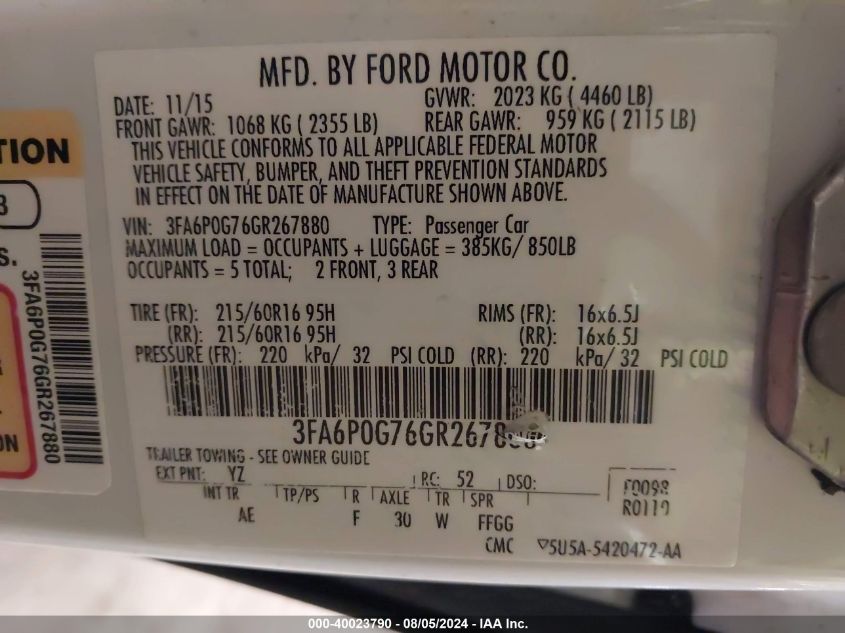 MFD. BY FORD MOTOR CO.
DATE: 11/15 GVWR: 2023 KG ( 4460 LB)
FRONT GAWR: 1068 KG ( 2355 LB) REAR GAWR: 959 KG ( 2115 LB)
THIS VEHICLE CONFORMS TO ALL APPLICABLE FEDERAL MOTOR
VEHICLE SAFETY, BUMPER, AND THEFT PREVENTION STANDARDS
IN EFFECT ON THE DATE OF MANUFACTURE SHOWN ABOVE.
VIN: 3FA6P0G76GR267880 TYPE: Passenger Car
MAXIMUM LOAD = OCCUPANTS + LUGGAGE = 385KG/ 850LB
OCCUPANTS = 5 TOTAL; 2 FRONT, 3 REAR
TIRE (FR): 215/60R16 95H RIMS (FR): 16x6.5J
(RR): 215/60R16 95H (RR): 16x6.5J
PRESSURE (FR): 220 kPa/ 32 PSI COLD (RR): 220 kPa/ 32 PSI COLD
TRAILER TOWING - SEE OWNER GUIDE
EXT PNT: YZ RC: 52 DSO: F0098
INT TR TP/PS R AXLE TR SPR R0119
AE F 30 W FFGG
CMC ▽5U5A-5420472-AA
TION
3
S.
3FA6P0G76GR267880
ON
000-40023790 - 08/05/2024 - IAA Inc.